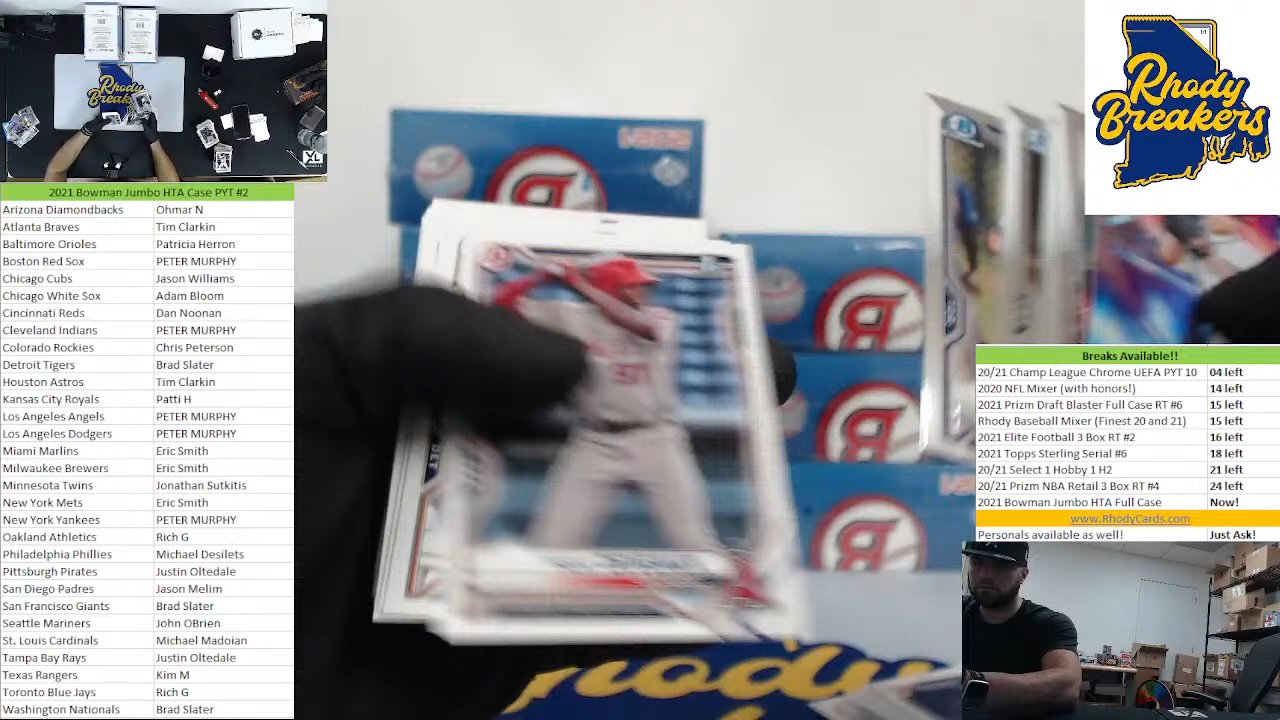 Rhody
Breakers
XL
2021 Bowman Jumbo HTA Case PYT #2
Arizona Diamondbacks Ohmar N
Atlanta Braves Tim Clarkin
Baltimore Orioles Patricia Herron
Boston Red Sox PETER MURPHY
Chicago Cubs Jason Williams
Chicago White Sox Adam Bloom
Cincinnati Reds Dan Noonan
Cleveland Indians PETER MURPHY
Colorado Rockies Chris Peterson
Detroit Tigers Brad Slater
Houston Astros Tim Clarkin
Kansas City Royals Patti H
Los Angeles Angels PETER MURPHY
Los Angeles Dodgers PETER MURPHY
Miami Marlins Eric Smith
Milwaukee Brewers Eric Smith
Minnesota Twins Jonathan Sutkitis
New York Mets Eric Smith
New York Yankees PETER MURPHY
Oakland Athletics Rich G
Philadelphia Phillies Michael Desilets
Pittsburgh Pirates Justin Oltedale
San Diego Padres Jason Melim
San Francisco Giants Brad Slater
Seattle Mariners John OBrien
St. Louis Cardinals Michael Madoian
Tampa Bay Rays Justin Oltedale
Texas Rangers Kim M
Toronto Blue Jays Rich G
Washington Nationals Brad Slater
B
B
B
B
Rhody
1/1
Rhody
Breakers
Breaks Available!!
20/21 Champ League Chrome UEFA PYT 10 04 left
2020 NFL Mixer (with honors!) 14 left
2021 Prizm Draft Blaster Full Case RT #6 15 left
Rhody Baseball Mixer (Finest 20 and 21) 15 left
2021 Elite Football 3 Box RT #2 16 left
2021 Topps Sterling Serial #6 18 left
20/21 Select 1 Hobby 1 H2 21 left
20/21 Prizm NBA Retail 3 Box RT #4 24 left
2021 Bowman Jumbo HTA Full Case Now!
www.RhodyCards.com
Personals available as well! Just Ask!